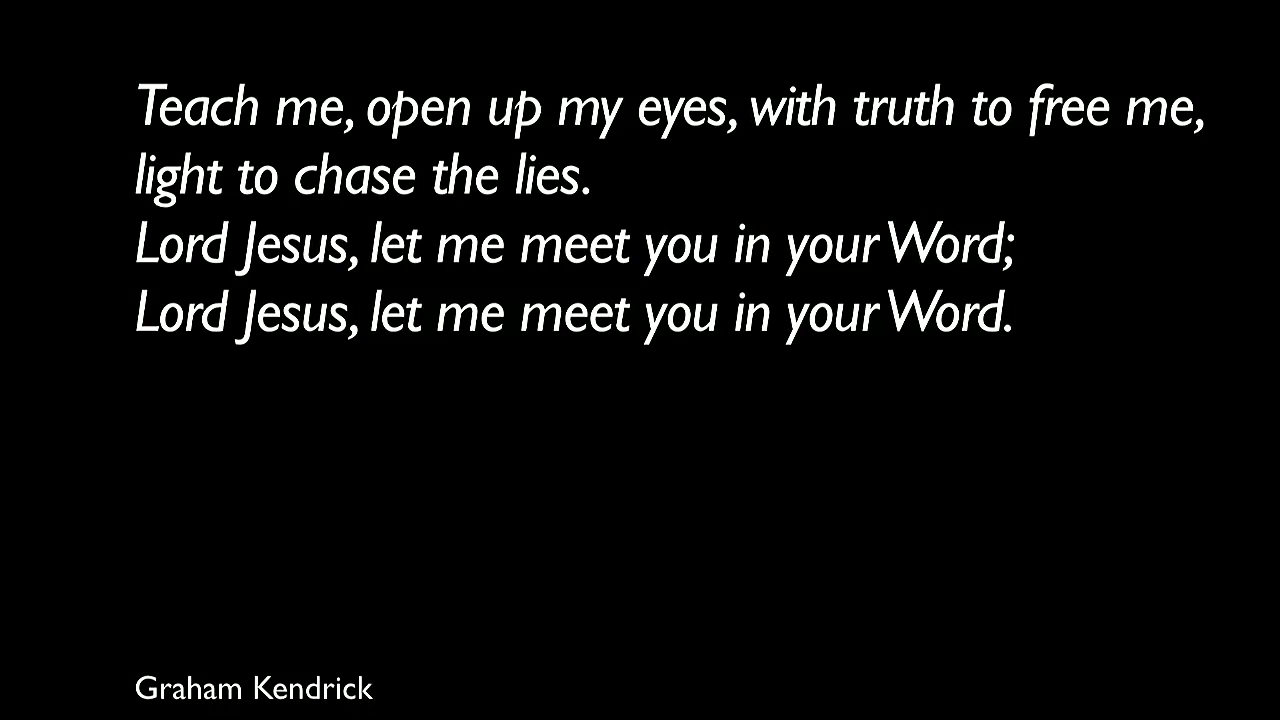 Teach me, open up my eyes, with truth to free me,
light to chase the lies.
Lord Jesus, let me meet you in your Word;
Lord Jesus, let me meet you in your Word.
Graham Kendrick